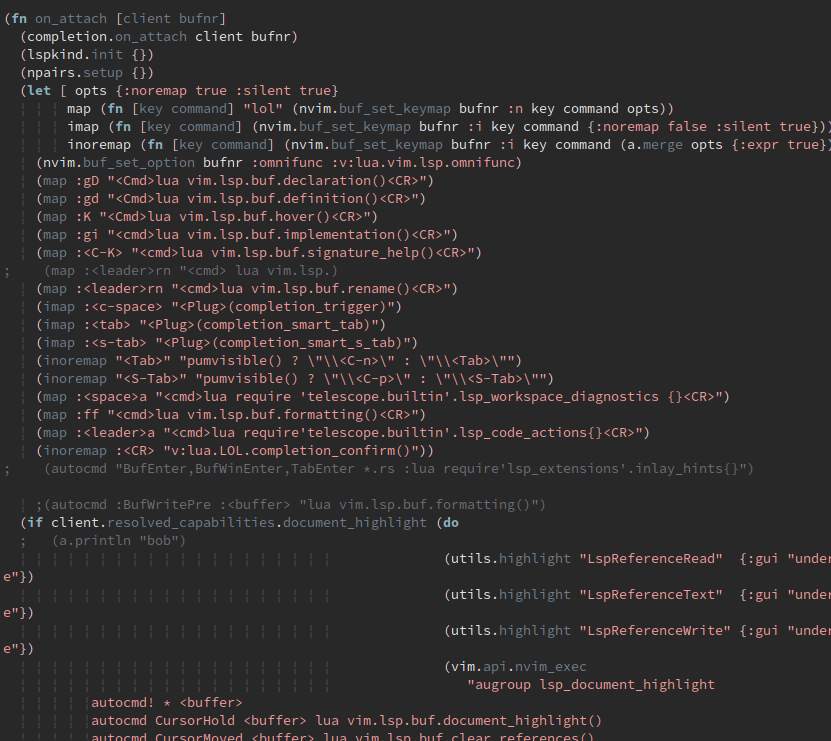 (fn on_attach [client bufnr]
(completion.on_attach client bufnr)
(lspkind.init {})
(npairs.setup {})
(let [ opts {:noremap true :silent true}
map (fn [key command] "lol" (nvim.buf_set_keymap bufnr :n key command opts))
imap (fn [key command] (nvim.buf_set_keymap bufnr :i key command {:noremap false :silent true}))
inoremap (fn [key command] (nvim.buf_set_keymap bufnr :i key command (a.merge opts {:expr true})
(nvim.buf_set_option bufnr :omnifunc :v:lua.vim.lsp.omnifunc)
(map :gD "<Cmd>lua vim.lsp.buf.declaration()<CR>")
(map :gd "<Cmd>lua vim.lsp.buf.definition()<CR>")
(map :K "<Cmd>lua vim.lsp.buf.hover()<CR>")
(map :gi "<cmd>lua vim.lsp.buf.implementation()<CR>")
(map :<C-K> "<cmd>lua vim.lsp.buf.signature_help()<CR>")
; (map :<leader>rn "<cmd> lua vim.lsp.)
(map :<leader>rn "<cmd>lua vim.lsp.buf.rename()<CR>")
(imap :<c-space> "<Plug>(completion_trigger)")
(imap :<tab> "<Plug>(completion_smart_tab)")
(imap :<s-tab> "<Plug>(completion_smart_s_tab)")
(inoremap "<Tab>" "pumvisible() ? \"\\<C-n>\" : \"\\<Tab>\"")
(inoremap "<S-Tab>" "pumvisible() ? \"\\<C-p>\" : \"\\<S-Tab>\"")
(map :<space>a "<cmd>lua require 'telescope.builtin'.lsp_workspace_diagnostics {}<CR>")
(map :ff "<cmd>lua vim.lsp.buf.formatting()<CR>")
(map :<leader>a "<cmd>lua require'telescope.builtin'.lsp_code_actions{}<CR>")
(inoremap :<CR> "v:lua.LOL.completion_confirm()"))
; (autocmd "BufEnter,BufWinEnter,TabEnter *.rs :lua require'lsp_extensions'.inlay_hints{}")
;(autocmd :BufWritePre :<buffer> "lua vim.lsp.buf.formatting()")
(if client.resolved_capabilities.document_highlight (do
; (a.println "bob")
(utils.highlight "LspReferenceRead" {:gui "under
e"})
(utils.highlight "LspReferenceText" {:gui "under
e"})
(utils.highlight "LspReferenceWrite" {:gui "under
e"})
(vim.api.nvim_exec
"augroup lsp_document_highlight
autocmd! * <buffer>
autocmd CursorHold <buffer> lua vim.lsp.buf.document_highlight()
autocmd CursorMoved <buffer> lua vim.lsp.buf.clear_references()